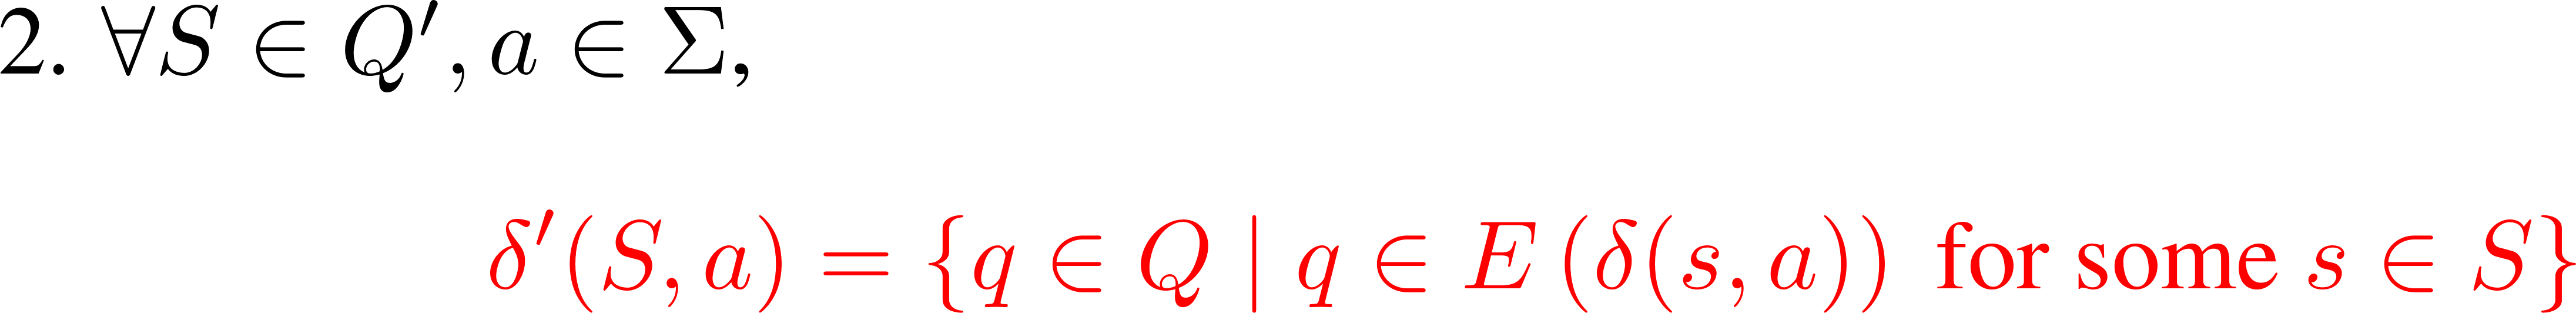 2. ∀S ∈ Q′, a ∈ Σ,
δ′(S, a) = {q ∈ Q | q ∈ E (δ(s, a)) for some s ∈ S}